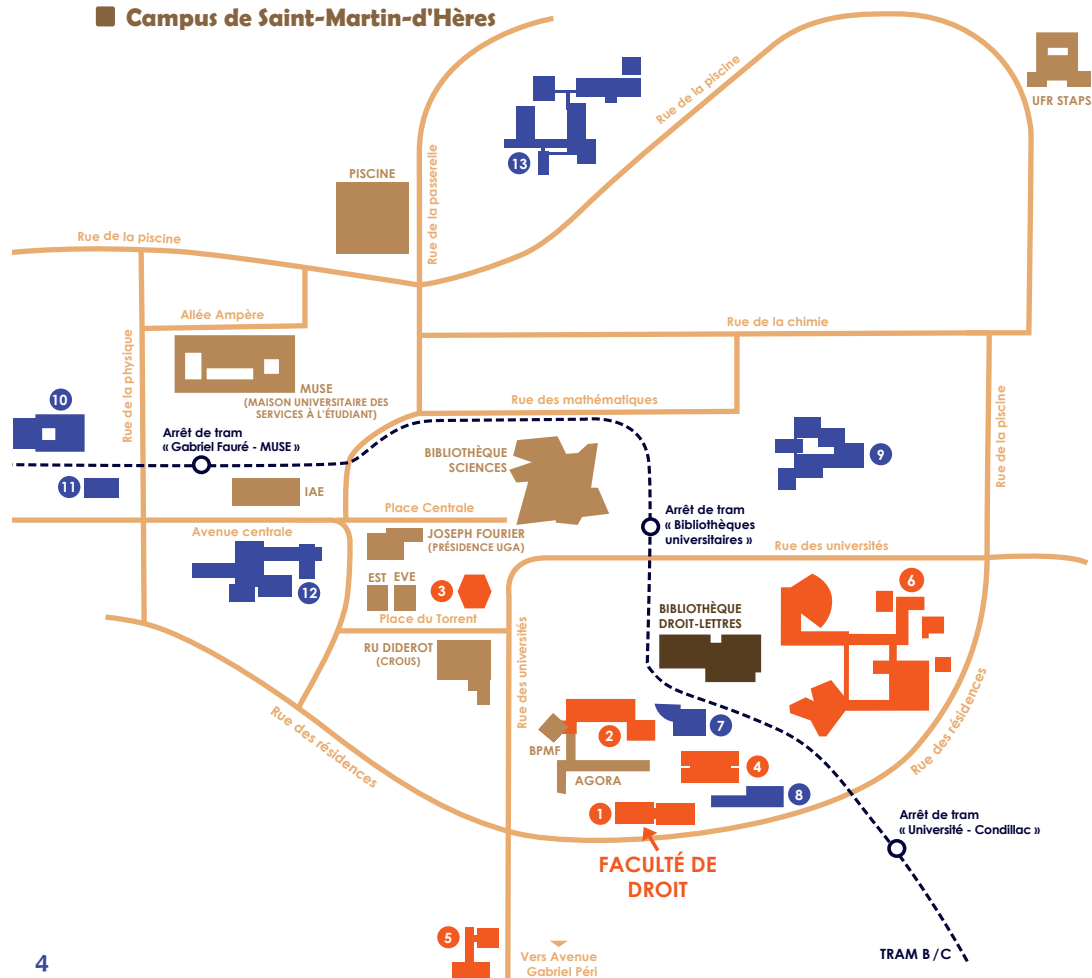 Campus de Saint-Martin-d'Hères
UFR STAPS
Rue de la piscine
13
PISCINE
Rue de la passerelle
Rue de la piscine
Allée Ampère
Rue de la chimie
Rue de la physique
MUSE
(MAISON UNIVERSITAIRE DES
SERVICES À L'ÉTUDIANT)
10
Rue des mathématiques
Rue de la piscine
Arrêt de tram
« Gabriel Fauré - MUSE »
BIBLIOTHÈQUE
SCIENCES
9
11
IAE
Place Centrale
Arrêt de tram
« Bibliothèques
universitaires »
Avenue centrale
JOSEPH FOURIER
(PRÉSIDENCE UGA)
Rue des universités
12
EST
EVE
3
6
Place du Torrent
BIBLIOTHÈQUE
DROIT-LETTRES
RU DIDEROT
(CROUS)
Rue des universités
Rue des résidences
Rue des résidences
2
7
BPMF
4
AGORA
8
1
Arrêt de tram
« Université - Condillac »
FACULTÉ DE
DROIT
5
Vers Avenue
Gabriel Péri
TRAM B/C
4